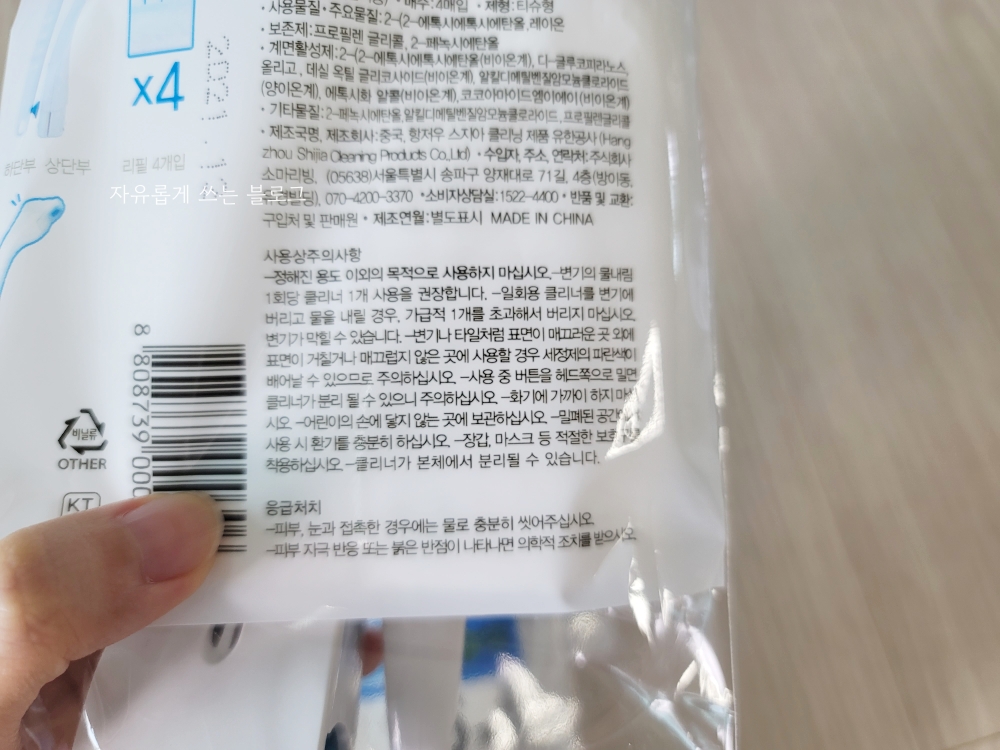 매수:4매입 · 제형:티슈형
· 사용물질·주요물질:2-(2-에톡시에톡시에탄올,레이온
· 보존제:프로필렌 글리콜, 2-페녹시에탄올
· 계면활성제:2-(2-에톡시에톡시에탄올(비이온계), 디-글루코피라노스,
올리고, 데실 옥틸 글리코사이드(비이온계), 알킬디메틸벤질암모늄클로라이드
(양이온계), 에톡시화 알콜(비이온계), 코코아마이드엠이에이(비이온계)
· 기타물질:2-페녹시에탄올,알킬디메틸벤질암모늄클로라이드, 프로필렌글리콜
· 제조국명, 제조회사:중국, 항저우 스지아 클리닝 제품 유한공사(Hang
zhou Shijia Cleaning Products Co.,Ltd) · 수입자, 주소, 연락처:주식회사
소마리빙, (05638)서울특별시 송파구 양재대로 71길, 4층(방이동,
빌딩), 070-4200-3370 ·소비자상담실:1522-4400 · 반품 및 교환:
구입처 및 판매원 · 제조연월:별도표시 MADE IN CHINA
x4
하단부 상단부
리필 4개입
자유롭게 쓰는 블로그
사용상주의사항
-정해진 용도 이외의 목적으로 사용하지 마십시오.-변기의 물내림
1회당 클리너 1개 사용을 권장합니다. -일회용 클리너를 변기에
버리고 물을 내릴 경우, 가급적 1개를 초과해서 버리지 마십시오.
변기가 막힐 수 있습니다. -변기나 타일처럼 표면이 매끄러운 곳 외에
표면이 거칠거나 매끄럽지 않은 곳에 사용할 경우 세정제의 파란색이
배어날 수 있으므로 주의하십시오. -사용 중 버튼을 헤드쪽으로 밀면
클리너가 분리 될 수 있으니 주의하십시오. -화기에 가까이 하지 마십
시오. -어린이의 손에 닿지 않는 곳에 보관하십시오. -밀폐된 공간에서
사용 시 환기를 충분히 하십시오. -장갑, 마스크 등 적절한
착용하십시오. -클리너가 본체에서 분리될 수 있습니다.
응급처치
-피부, 눈과 접촉한 경우에는 물로 충분히 씻어주십시오.
-피부 자극 반응 또는 붉은 반점이 나타나면 의학적 조치를 받으시오.
8 808739 000
비닐류
OTHER
KT